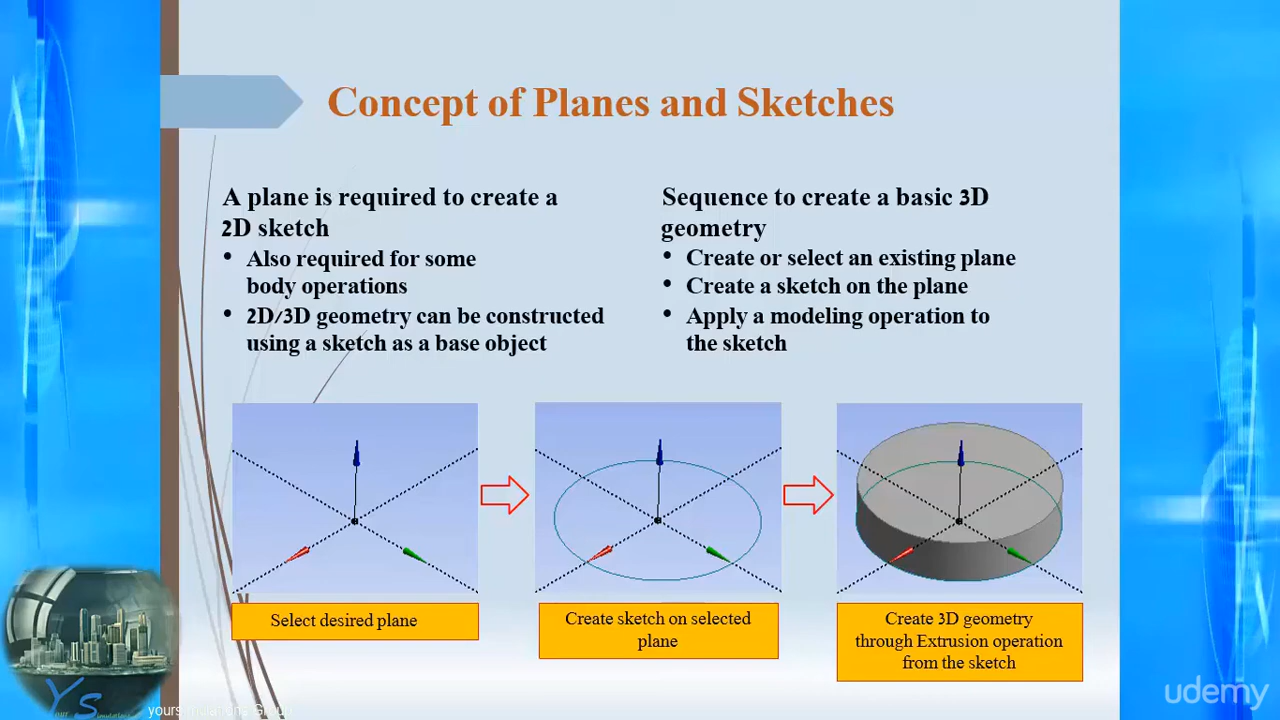 Concept of Planes and Sketches
A plane is required to create a
2D sketch
• Also required for some
body operations
• 2D/3D geometry can be constructed
using a sketch as a base object
Sequence to create a basic 3D
geometry
• Create or select an existing plane
• Create a sketch on the plane
• Apply a modeling operation to
the sketch
Select desired plane
Create sketch on selected
plane
Create 3D geometry
through Extrusion operation
from the sketch
YS
udemy